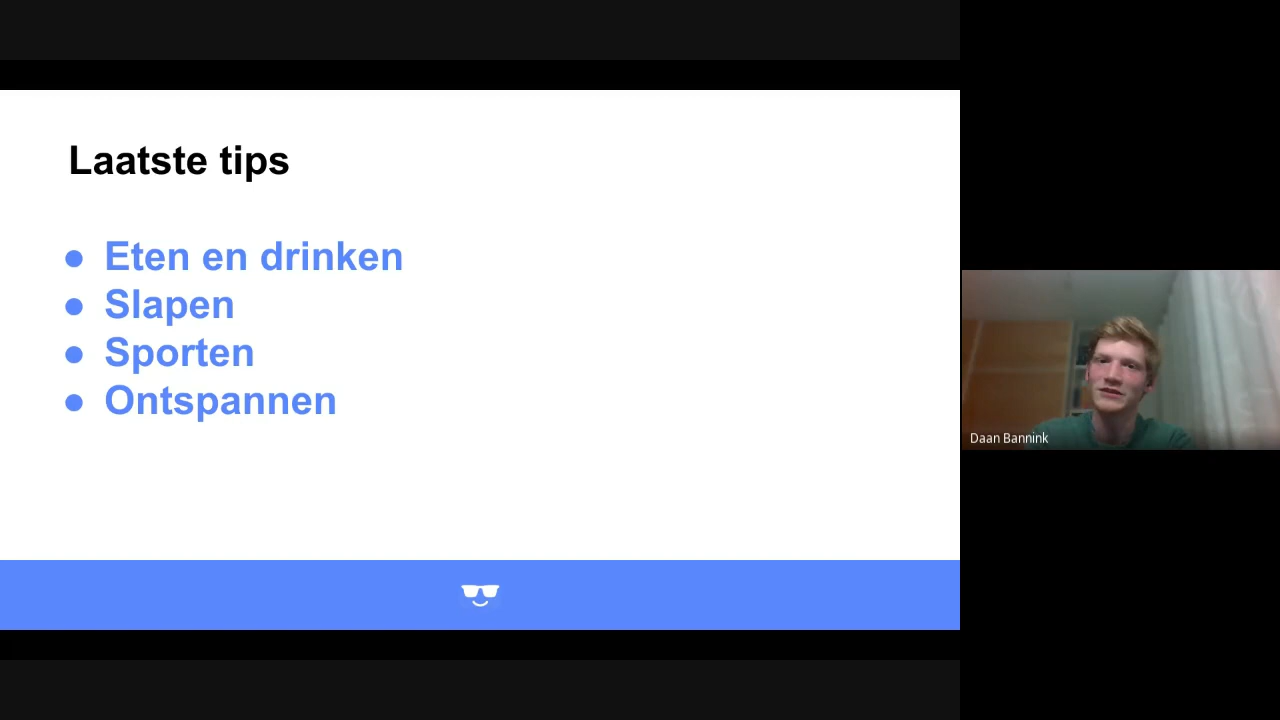 Laatste tips
● Eten en drinken
● Slapen
● Sporten
● Ontspannen
Daan Bannink